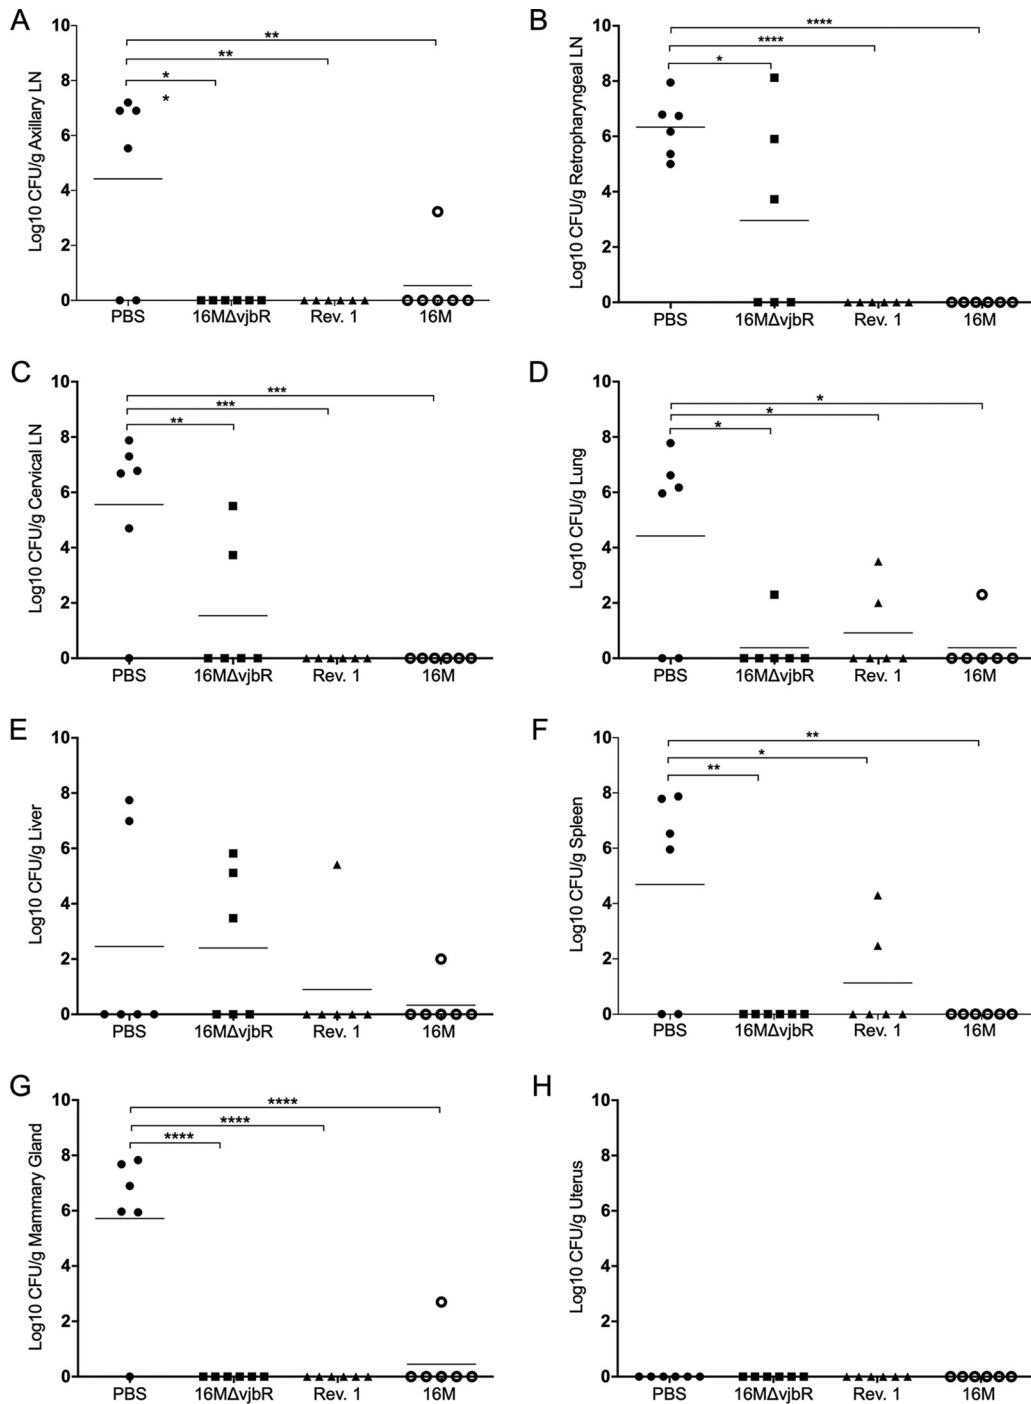 A
Log10 CFU/g Axillary LN
10
8
6
4
2
0
**
**
*
*
PBS 16MΔvjbR Rev. 1 16M
B
Log10 CFU/g Retropharyngeal LN
10
8
6
4
2
0
****
****
*
PBS 16MΔvjbR Rev. 1 16M
C
Log10 CFU/g Cervical LN
10
8
6
4
2
0
***
***
**
PBS 16MΔvjbR Rev. 1 16M
D
Log10 CFU/g Lung
10
8
6
4
2
0
*
*
*
PBS 16MΔvjbR Rev. 1 16M
E
Log10 CFU/g Liver
10
8
6
4
2
0
PBS 16MΔvjbR Rev. 1 16M
F
Log10 CFU/g Spleen
10
8
6
4
2
0
**
*
**
PBS 16MΔvjbR Rev. 1 16M
G
Log10 CFU/g Mammary Gland
10
8
6
4
2
0
****
****
****
PBS 16MΔvjbR Rev. 1 16M
H
Log10 CFU/g Uterus
10
8
6
4
2
0
PBS 16MΔvjbR Rev. 1 16M